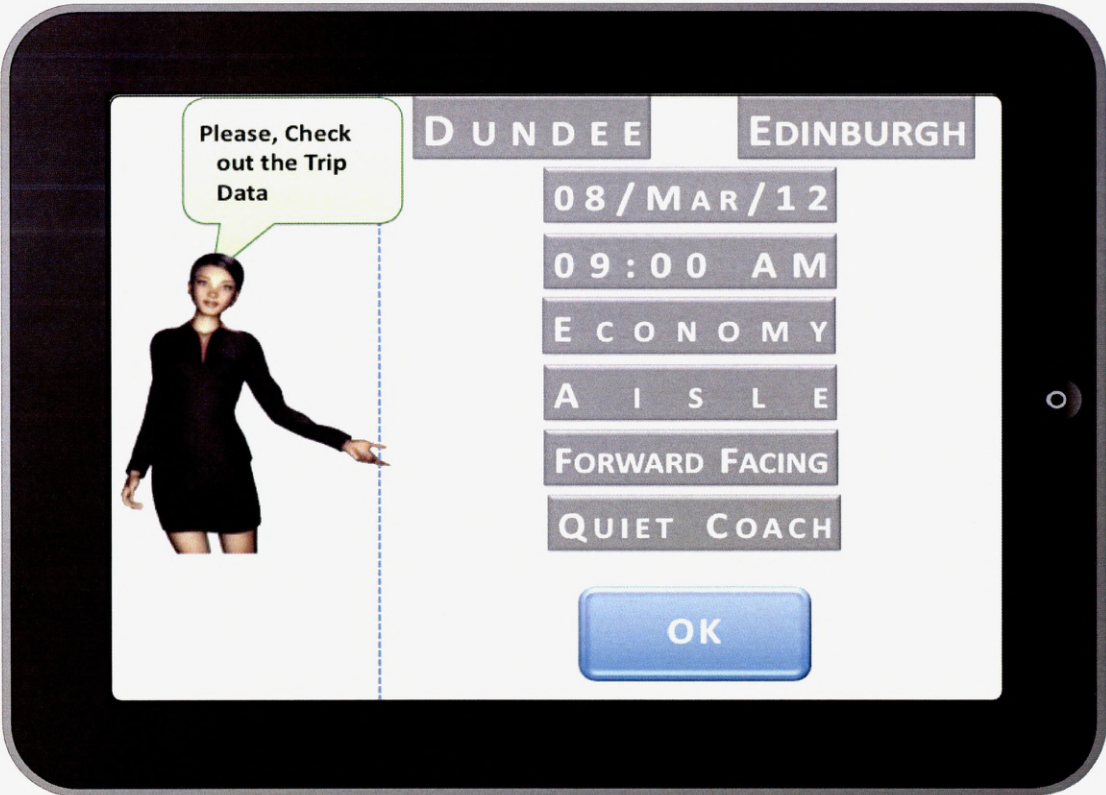 Please, Check
out the Trip
Data
DUNDEE EDINBURGH
08/MAR/12
09:00 AM
ECONOMY
AISLE
FORWARD FACING
QUIET COACH
OK